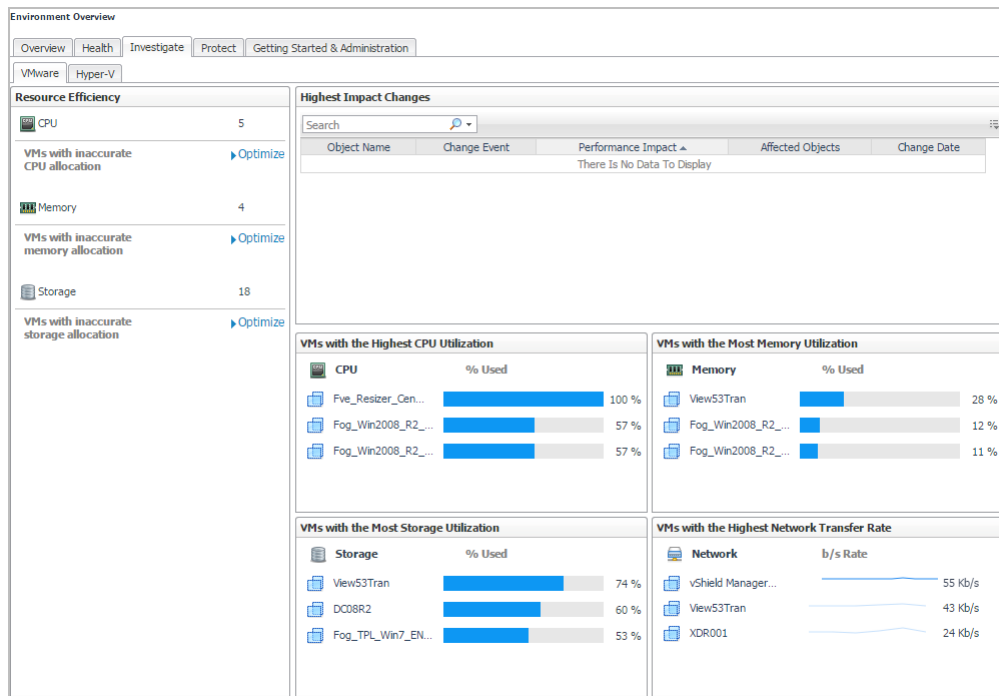 Environment Overview
Overview Health Investigate Protect Getting Started & Administration
VMware Hyper-V
Resource Efficiency
CPU 5
VMs with inaccurate
CPU allocation
Optimize
Memory 4
VMs with inaccurate
memory allocation
Optimize
Storage 18
VMs with inaccurate
storage allocation
Optimize
Highest Impact Changes
Search
Object Name Change Event Performance Impact Affected Objects Change Date
There Is No Data To Display
VMs with the Highest CPU Utilization
CPU % Used
Fve_Resizer_Cen... 100 %
Fog_Win2008_R2_... 57 %
Fog_Win2008_R2_... 57 %
VMs with the Most Memory Utilization
Memory % Used
View53Tran 28 %
Fog_Win2008_R2_... 12 %
Fog_Win2008_R2_... 11 %
VMs with the Most Storage Utilization
Storage % Used
View53Tran 74 %
DC08R2 60 %
Fog_TPL_Win7_EN... 53 %
VMs with the Highest Network Transfer Rate
Network b/s Rate
vShield Manager... 55 Kb/s
View53Tran 43 Kb/s
XDR001 24 Kb/s